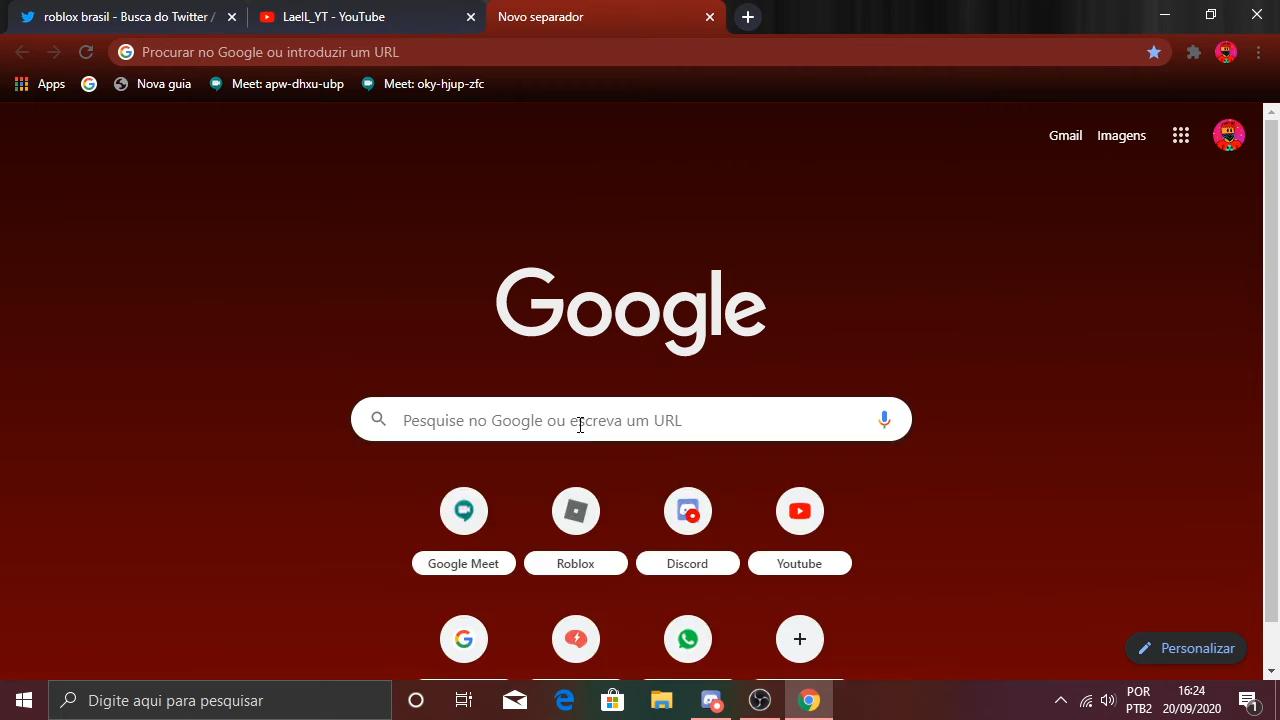 roblox brasil - Busca do Twitter /
LaelL_YT - YouTube
Novo separador
Procurar no Google ou introduzir um URL
Apps
Nova guia
Meet: apw-dhxu-ubp
Meet: oky-hjup-zfc
Gmail
Imagens
Google
Pesquise no Google ou escreva um URL
Google Meet
Roblox
Discord
Youtube
Personalizar
Digite aqui para pesquisar
POR
PTB2
16:24
20/09/2020
1